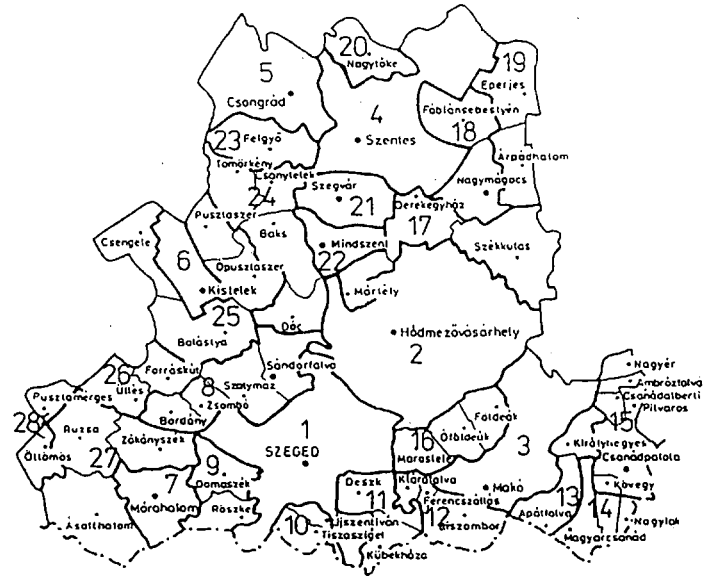 20
Nagytőke
5
19
Eperjes
Csongrád
4
Fábiánsebestyén
18
Szentes
23
Felgyő
Tömörkény
Csanytelek
24
Árpádhalom
Nagymágocs
Szegvár
21
Derekegyház
17
Pusztaszer
Baks
Csengele
6
Mindszent
22
Székkutas
Ópusztaszer
Kistelek
Mártély
25
Dóc
Balástya
Hódmezővásárhely
2
Sándorfalva
Forráskút
26
Üllés
8
Szatymaz
Zsombó
Bordány
Pusztamérges
28
Ruzsa
Öttömös
27
Zákányszék
1
SZEGED
9
Domaszék
7
Mórahalom
Röszke
Ásotthalom
10
Deszk
11
Újszentiván
Tiszasziget
Kübekháza
16
Maroslele
Klárafalva
Ferencszállás
12
Kiszombor
Földeák
Óföldeák
3
Makó
Apátfalva
13
14
Magyarcsanád
Nagyér
Ambrózfalva
Csanádalberti
Pitvaros
15
Királyhegyes
Csanádpalota
Kövegy
Nagylak